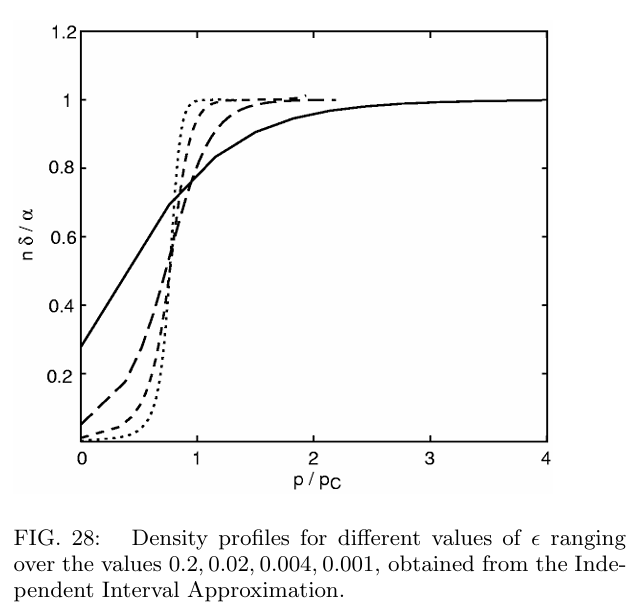 1.2
1
0.8
0.6
0.4
0.2
n δ / α
0 1 2 3 4
p / pC
FIG. 28: Density profiles for different values of ϵ ranging
over the values 0.2, 0.02, 0.004, 0.001, obtained from the Inde-
pendent Interval Approximation.